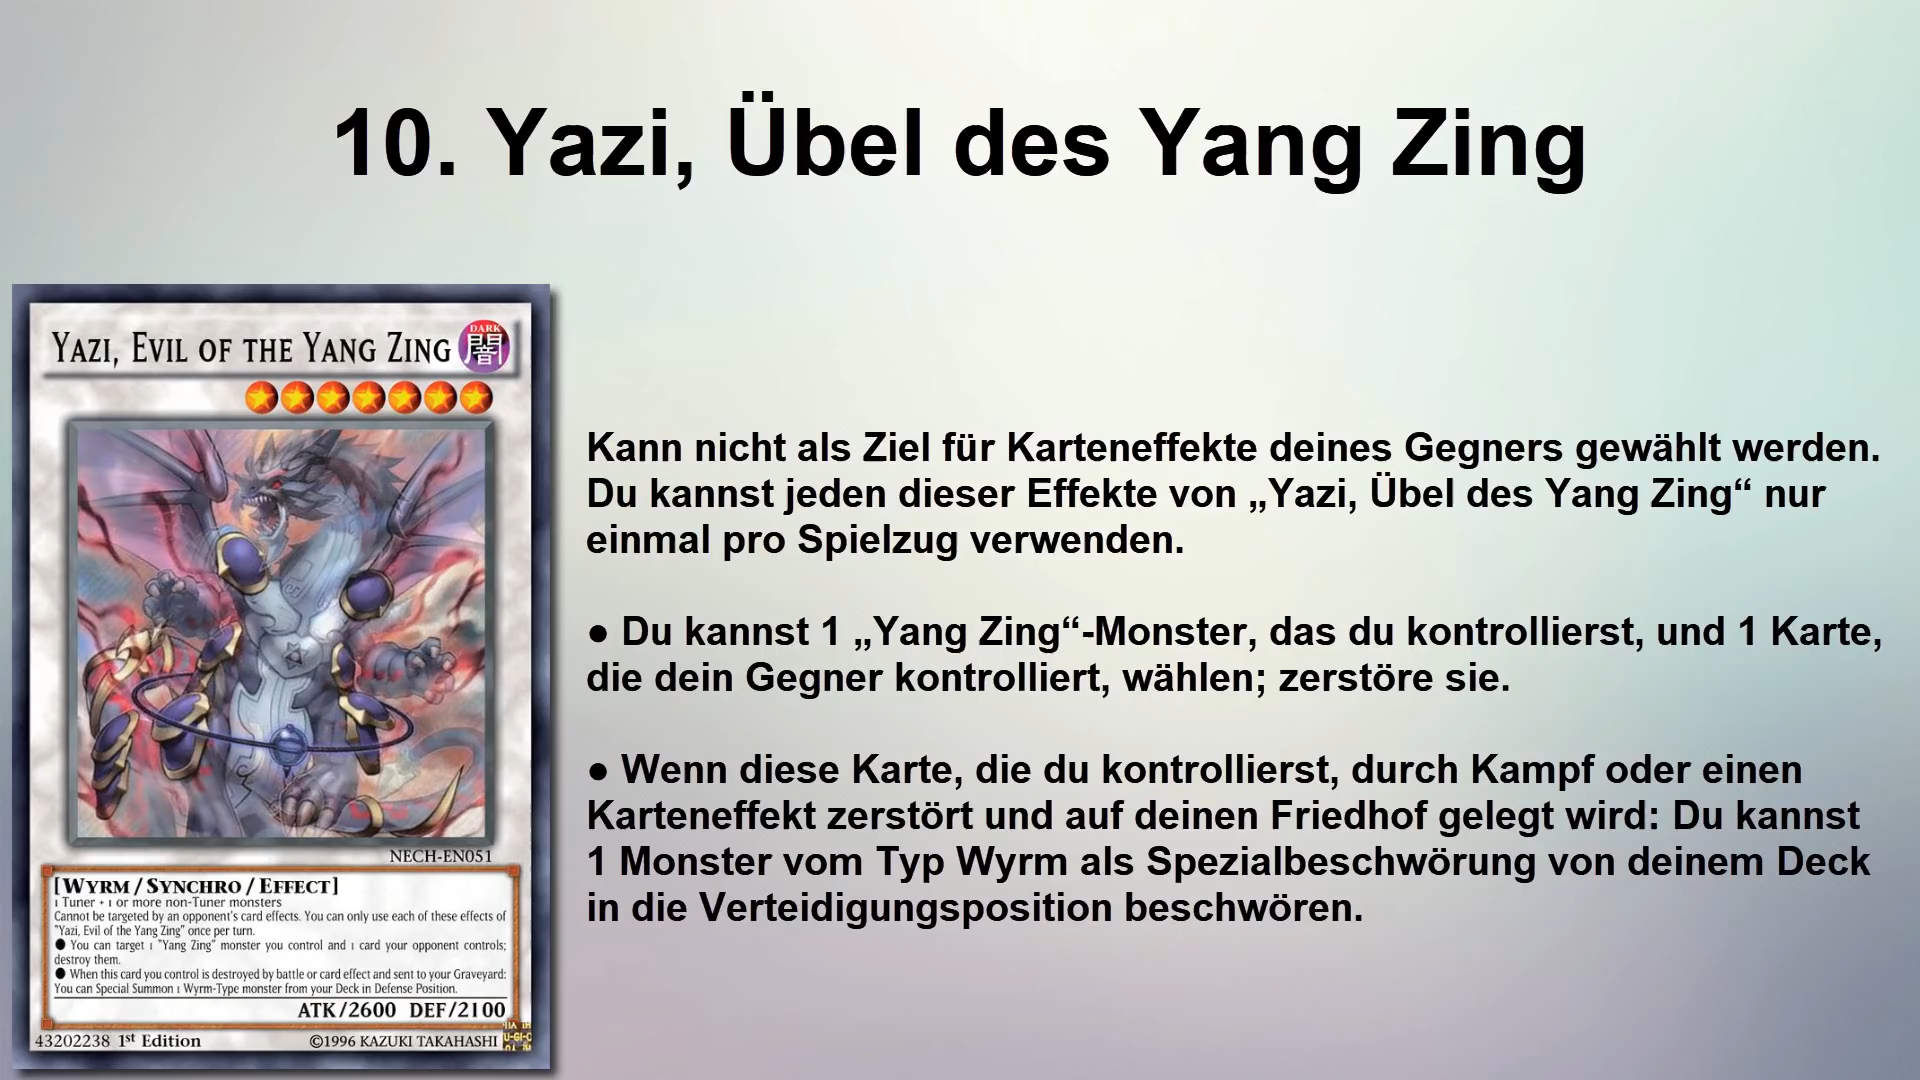 10. Yazi, Übel des Yang Zing
YAZI, EVIL OF THE YANG ZING
DARK
闇
NECH-EN051
[WYRM / SYNCHRO / EFFECT]
1 Tuner + 1 or more non-Tuner monsters
Cannot be targeted by an opponent's card effects. You can only use each of these effects of
"Yazi, Evil of the Yang Zing" once per turn.
● You can target 1 "Yang Zing" monster you control and 1 card your opponent controls;
destroy them.
● When this card you control is destroyed by battle or card effect and sent to your Graveyard:
You can Special Summon 1 Wyrm-Type monster from your Deck in Defense Position.
ATK/2600 DEF/2100
43202238 1st Edition
©1996 KAZUKI TAKAHASHI
Kann nicht als Ziel für Karteneffekte deines Gegners gewählt werden.
Du kannst jeden dieser Effekte von „Yazi, Übel des Yang Zing“ nur
einmal pro Spielzug verwenden.
● Du kannst 1 „Yang Zing“-Monster, das du kontrollierst, und 1 Karte,
die dein Gegner kontrolliert, wählen; zerstöre sie.
● Wenn diese Karte, die du kontrollierst, durch Kampf oder einen
Karteneffekt zerstört und auf deinen Friedhof gelegt wird: Du kannst
1 Monster vom Typ Wyrm als Spezialbeschwörung von deinem Deck
in die Verteidigungsposition beschwören.